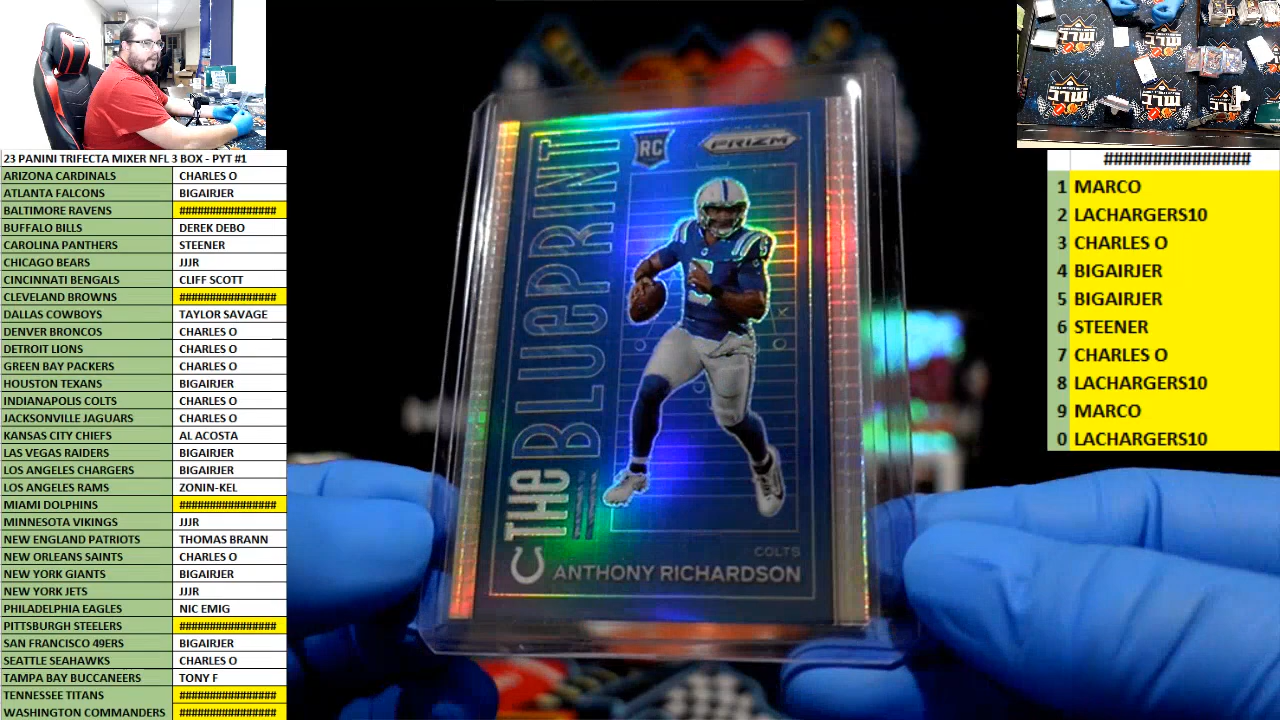 23 PANINI TRIFECTA MIXER NFL 3 BOX - PYT #1
ARIZONA CARDINALS CHARLES O
ATLANTA FALCONS BIGAIRJER
BALTIMORE RAVENS ################
BUFFALO BILLS DEREK DEBO
CAROLINA PANTHERS STEENER
CHICAGO BEARS JJJR
CINCINNATI BENGALS CLIFF SCOTT
CLEVELAND BROWNS ################
DALLAS COWBOYS TAYLOR SAVAGE
DENVER BRONCOS CHARLES O
DETROIT LIONS CHARLES O
GREEN BAY PACKERS CHARLES O
HOUSTON TEXANS BIGAIRJER
INDIANAPOLIS COLTS CHARLES O
JACKSONVILLE JAGUARS CHARLES O
KANSAS CITY CHIEFS AL ACOSTA
LAS VEGAS RAIDERS BIGAIRJER
LOS ANGELES CHARGERS BIGAIRJER
LOS ANGELES RAMS ZONIN-KEL
MIAMI DOLPHINS ################
MINNESOTA VIKINGS JJJR
NEW ENGLAND PATRIOTS THOMAS BRANN
NEW ORLEANS SAINTS CHARLES O
NEW YORK GIANTS BIGAIRJER
NEW YORK JETS JJJR
PHILADELPHIA EAGLES NIC EMIG
PITTSBURGH STEELERS ################
SAN FRANCISCO 49ERS BIGAIRJER
SEATTLE SEAHAWKS CHARLES O
TAMPA BAY BUCCANEERS TONY F
TENNESSEE TITANS ################
WASHINGTON COMMANDERS ################
THE BLUEPRINT
RC
PRIZM
5
COLTS
ANTHONY RICHARDSON
################
1 MARCO
2 LACHARGERS10
3 CHARLES O
4 BIGAIRJER
5 BIGAIRJER
6 STEENER
7 CHARLES O
8 LACHARGERS10
9 MARCO
0 LACHARGERS10